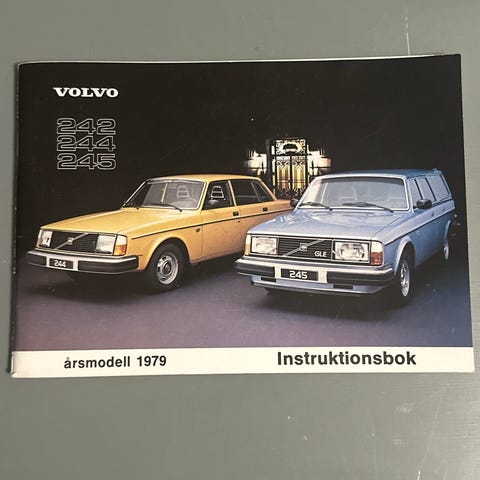 VOLVO
242
244
245
244
GLE
245
årsmodell 1979
Instruktionsbok